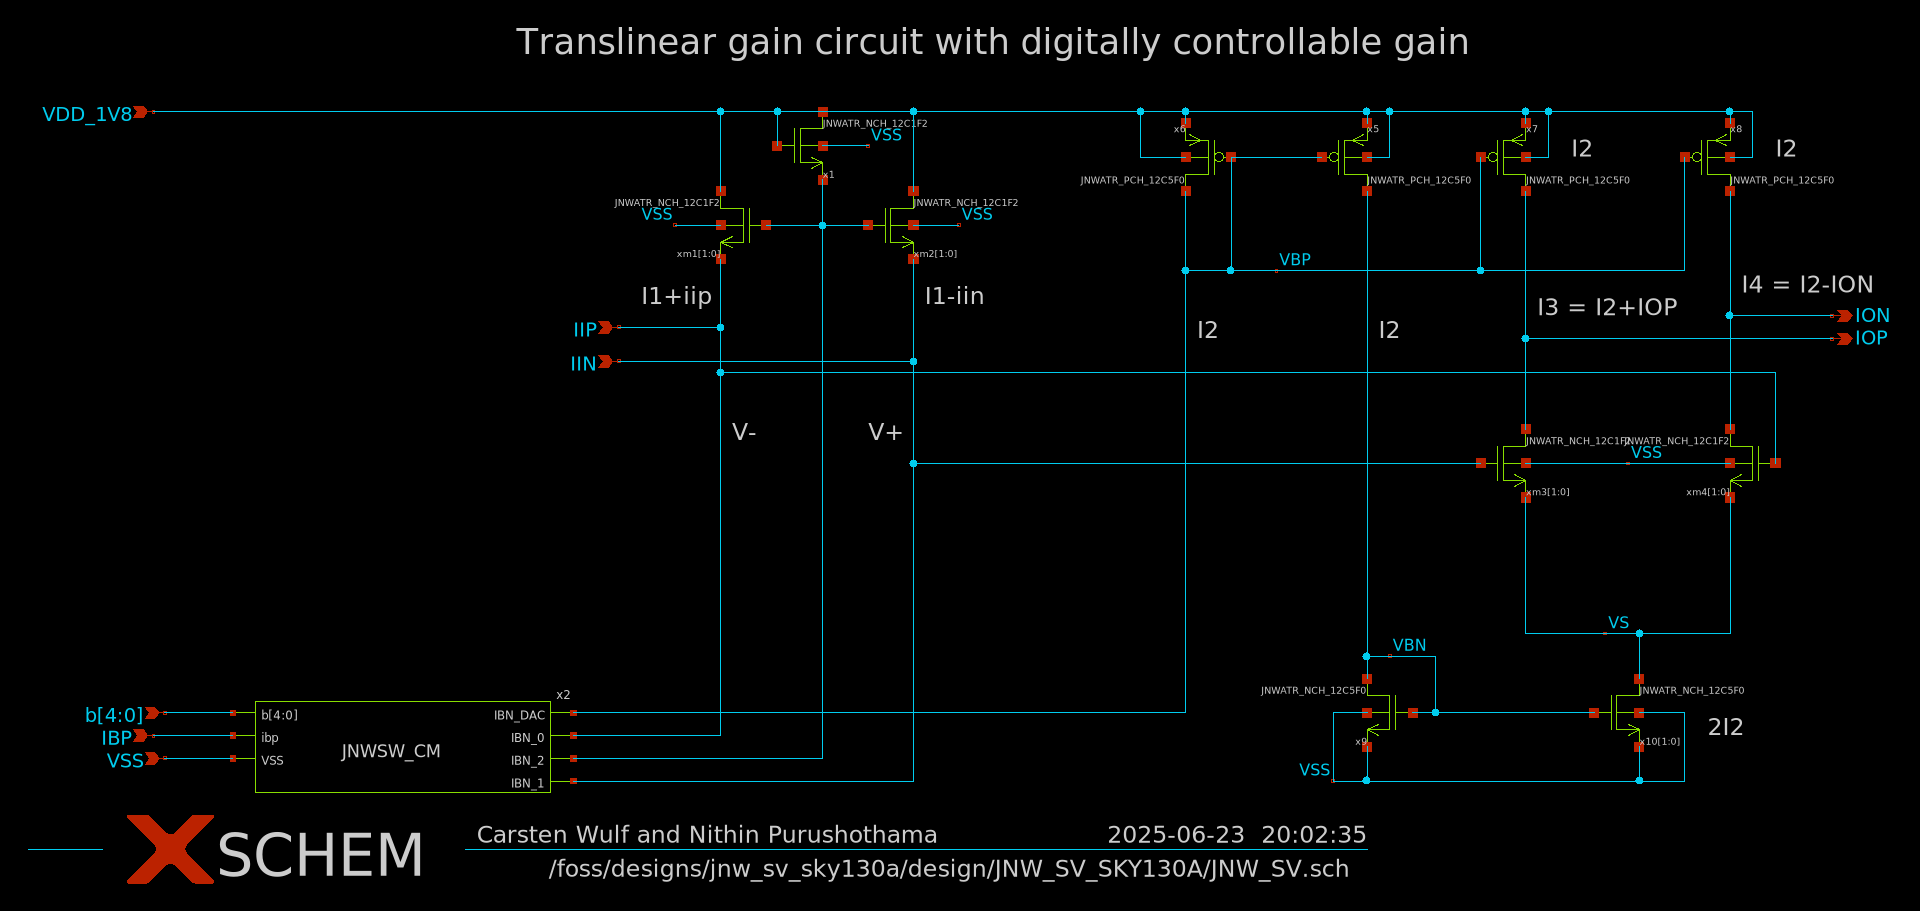 Translinear gain circuit with digitally controllable gain
VDD_1V8
JNWATR_NCH_12C1F2
VSS
x1
x6
x5
x7
I2
x8
I2
JNWATR_PCH_12C5F0
JNWATR_PCH_12C5F0
JNWATR_PCH_12C5F0
JNWATR_PCH_12C5F0
JNWATR_NCH_12C1F2
VSS
JNWATR_NCH_12C1F2
VSS
xm1[1:0]
xm2[1:0]
VBP
I1+iip
I1-iin
I4 = I2-ION
I3 = I2+IOP
ION
IOP
IIP
IIN
I2
I2
V-
V+
JNWATR_NCH_12C1F2
JNWATR_NCH_12C1F2
VSS
xm3[1:0]
xm4[1:0]
VS
VBN
JNWATR_NCH_12C5F0
JNWATR_NCH_12C5F0
x9
x10[1:0]
2I2
VSS
x2
b[4:0]
IBP
VSS
b[4:0]
ibp
VSS
JNWSW_CM
IBN_DAC
IBN_0
IBN_2
IBN_1
XSCHEM
Carsten Wulf and Nithin Purushothama
2025-06-23 20:02:35
/foss/designs/jnw_sv_sky130a/design/JNW_SV_SKY130A/JNW_SV.sch